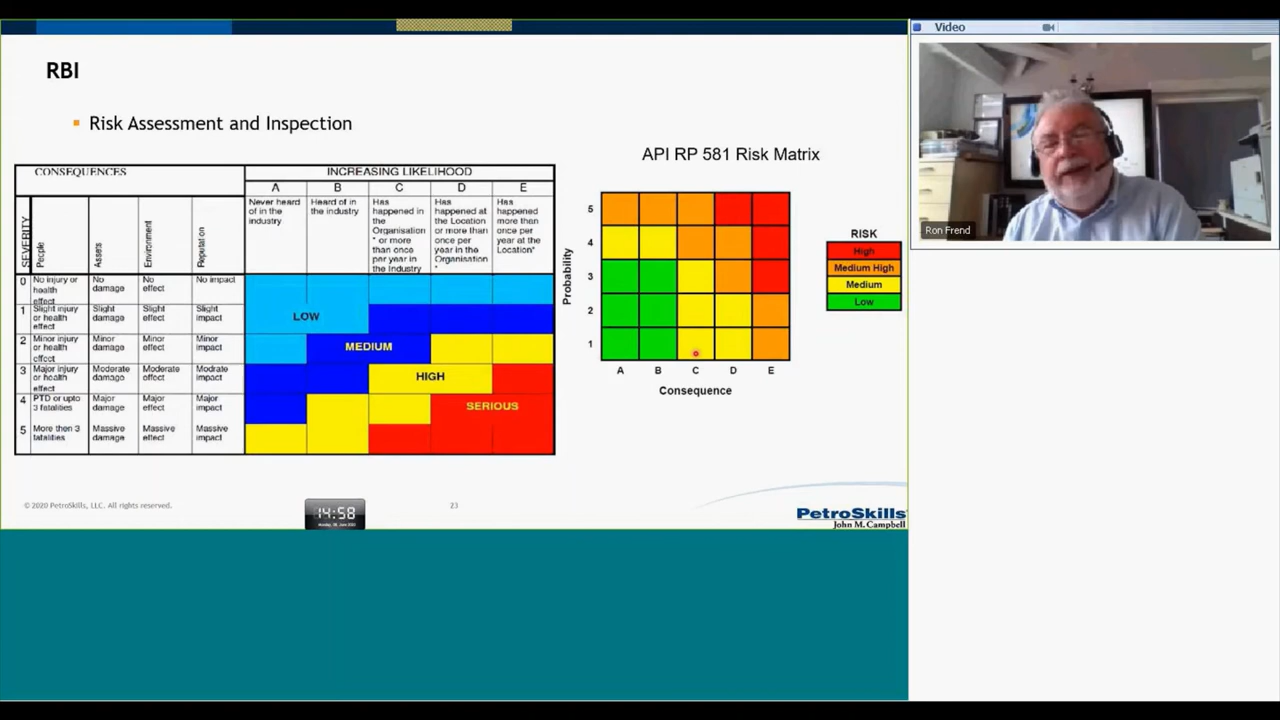 RBI
Risk Assessment and Inspection
CONSEQUENCES
INCREASING LIKELIHOOD
A B C D E
SEVERITY
People
Assets
Environment
Reputation
Never heard
of in the
industry
Heard of in
the industry
Has
happened in
the
Organisation
* or more
than once
per year in
the Industry
Has
happened at
the Location
or more than
once per
year in the
Organisation
*
Has
happened
more than
once per
year at the
Location*
0
No injury or
health
effect
No
damage
No
effect
No impact
1
Slight injury
or health
effect
Slight
damage
Slight
effect
Slight
impact
LOW
2
Minor injury
or health
effect
Minor
damage
Minor
effect
Minor
impact
MEDIUM
3
Major injury
or health
effect
Moderate
damage
Moderate
effect
Modrate
impact
HIGH
4
PTD or upto
3 fatalities
Major
damage
Major
effect
Major
impact
SERIOUS
5
More then 3
fatalities
Massive
damage
Massive
effect
Massive
impact
API RP 581 Risk Matrix
Probability
5
4
3
2
1
A B C D E
Consequence
RISK
High
Medium High
Medium
Low
© 2020 PetroSkills, LLC. All rights reserved.
14:58
23
PetroSkills
John M. Campbell
Video
Ron Frend